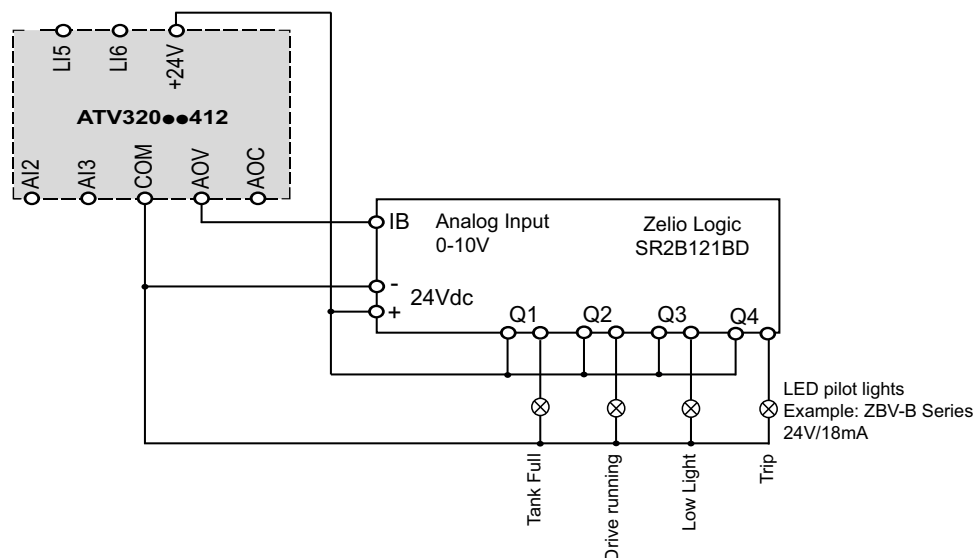 LI5
LI6
+24V
ATV320●●412
AI2
AI3
COM
AOV
AOC
IB
Analog Input
0-10V
Zelio Logic
SR2B121BD
-
24Vdc
+
Q1
Q2
Q3
Q4
LED pilot lights
Example: ZBV-B Series
24V/18mA
Tank Full
Drive running
Low Light
Trip